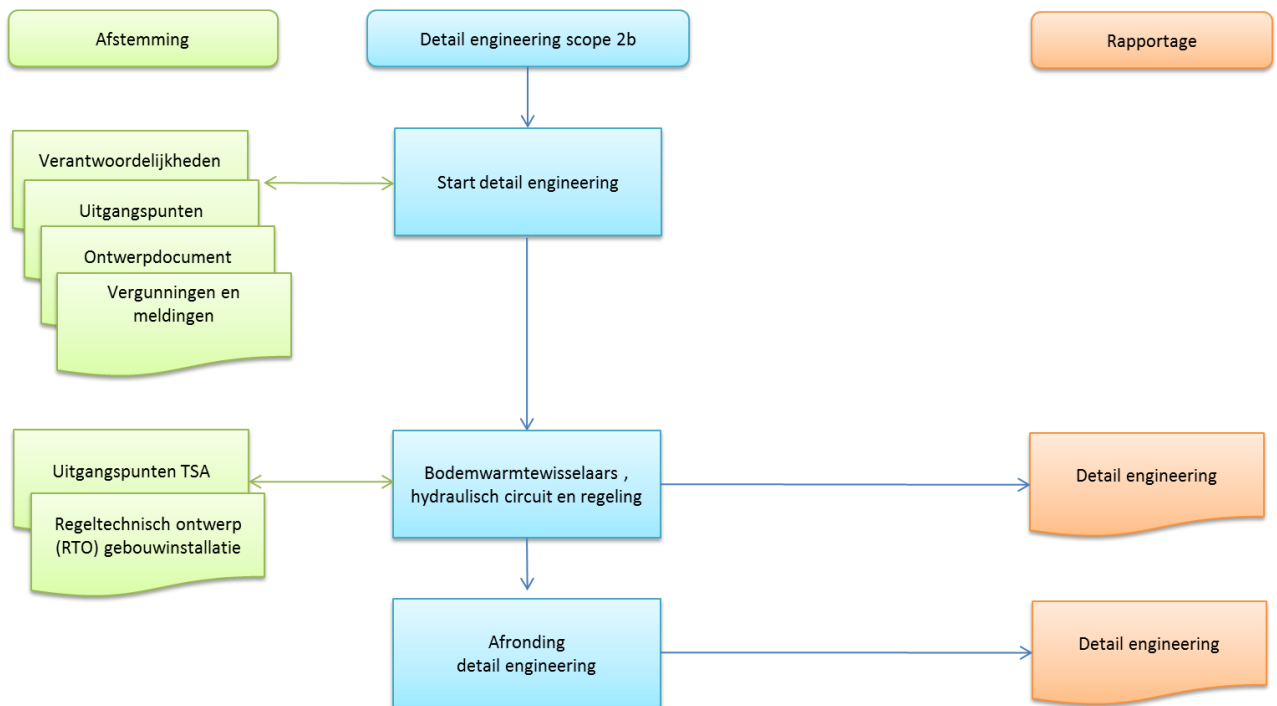 Afstemming
Detail engineering scope 2b
Rapportage
Verantwoordelijkheden
Uitgangspunten
Ontwerpdocument
Vergunningen en
meldingen
Start detail engineering
Uitgangspunten TSA
Regeltechnisch ontwerp
(RTO) gebouwinstallatie
Bodemwarmtewisselaars ,
hydraulisch circuit en regeling
Detail engineering
Afronding
detail engineering
Detail engineering